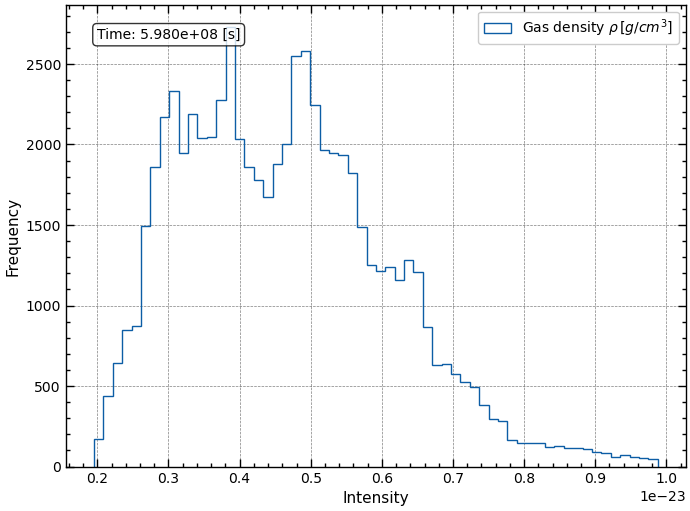 Time: 5.980e+08 [s]
Gas density ρ [g/cm³]
Frequency
2500
2000
1500
1000
500
0
0.2 0.3 0.4 0.5 0.6 0.7 0.8 0.9 1.0
1e−23
Intensity